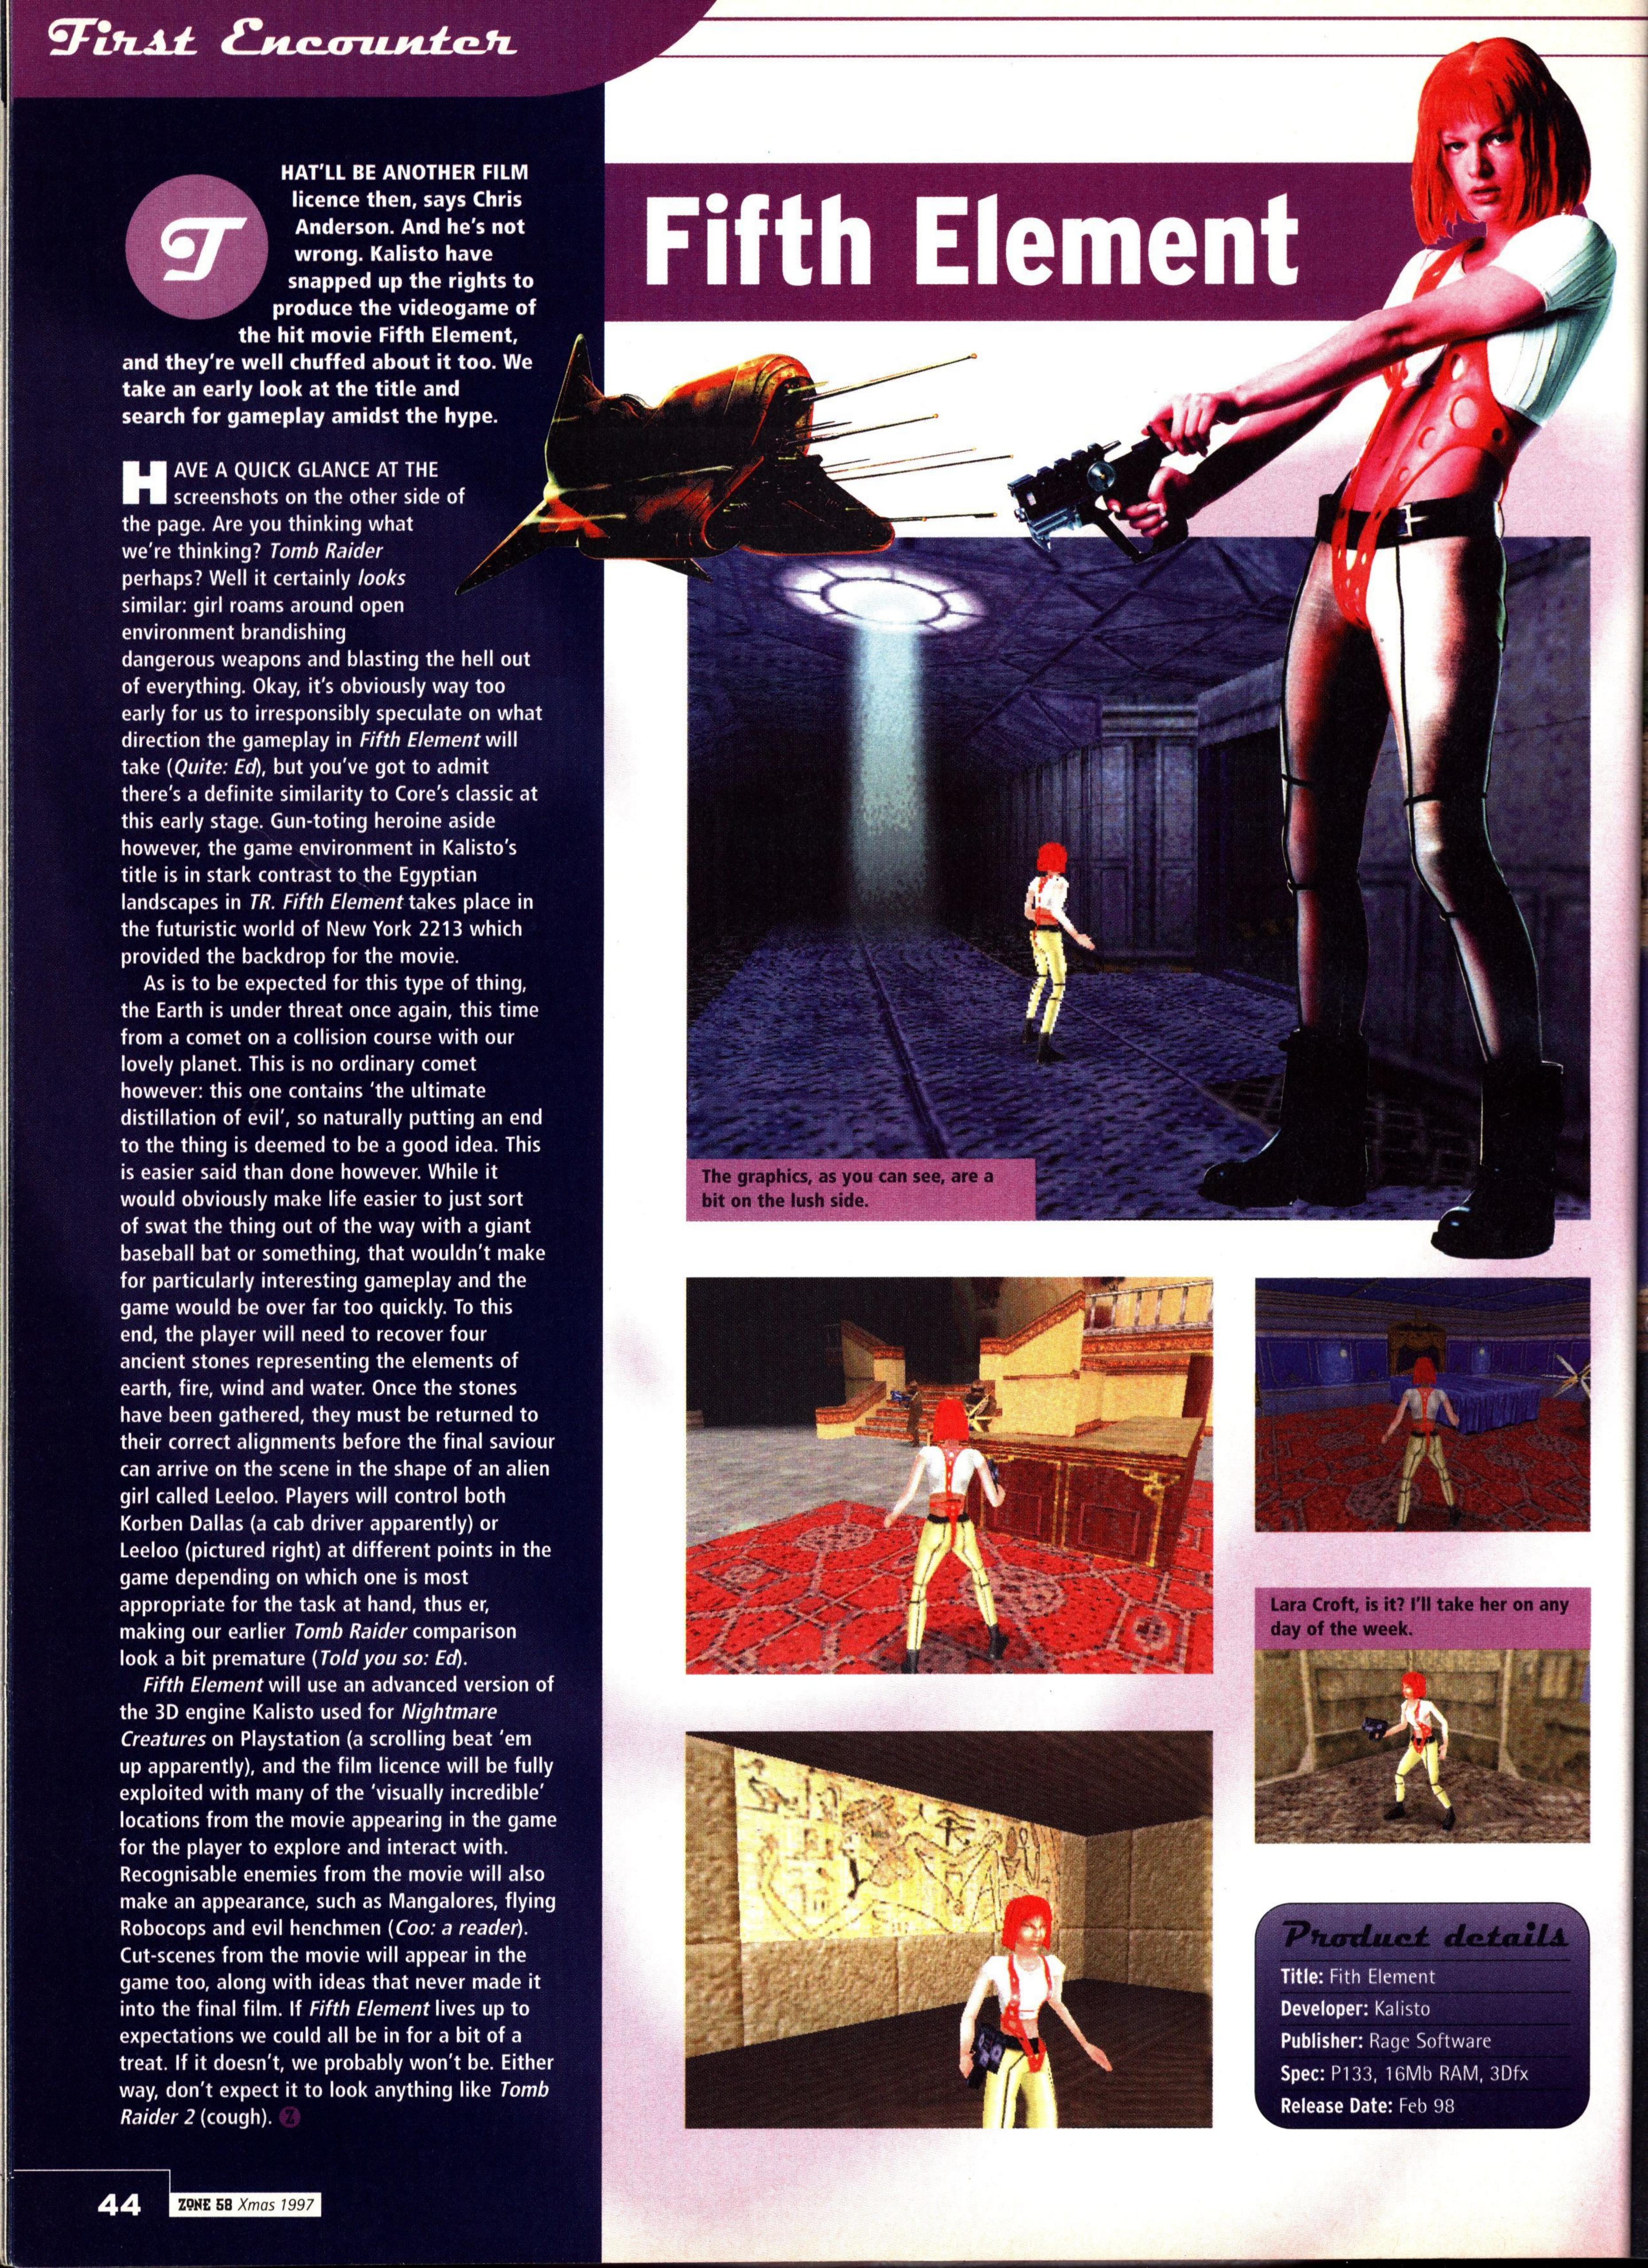 First Encounter
Fifth Element
THAT'LL BE ANOTHER FILM
licence then, says Chris
Anderson. And he's not
wrong. Kalisto have
snapped up the rights to
produce the videogame of
the hit movie Fifth Element,
and they're well chuffed about it too. We
take an early look at the title and
search for gameplay amidst the hype.
HAVE A QUICK GLANCE AT THE
screenshots on the other side of
the page. Are you thinking what
we're thinking? Tomb Raider
perhaps? Well it certainly looks
similar: girl roams around open
environment brandishing
dangerous weapons and blasting the hell out
of everything. Okay, it's obviously way too
early for us to irresponsibly speculate on what
direction the gameplay in Fifth Element will
take (Quite: Ed), but you've got to admit
there's a definite similarity to Core's classic at
this early stage. Gun-toting heroine aside
however, the game environment in Kalisto's
title is in stark contrast to the Egyptian
landscapes in TR. Fifth Element takes place in
the futuristic world of New York 2213 which
provided the backdrop for the movie.
As is to be expected for this type of thing,
the Earth is under threat once again, this time
from a comet on a collision course with our
lovely planet. This is no ordinary comet
however: this one contains 'the ultimate
distillation of evil', so naturally putting an end
to the thing is deemed to be a good idea. This
is easier said than done however. While it
would obviously make life easier to just sort
of swat the thing out of the way with a giant
baseball bat or something, that wouldn't make
for particularly interesting gameplay and the
game would be over far too quickly. To this
end, the player will need to recover four
ancient stones representing the elements of
earth, fire, wind and water. Once the stones
have been gathered, they must be returned to
their correct alignments before the final saviour
can arrive on the scene in the shape of an alien
girl called Leeloo. Players will control both
Korben Dallas (a cab driver apparently) or
Leeloo (pictured right) at different points in the
game depending on which one is most
appropriate for the task at hand, thus er,
making our earlier Tomb Raider comparison
look a bit premature (Told you so: Ed).
Fifth Element will use an advanced version of
the 3D engine Kalisto used for Nightmare
Creatures on Playstation (a scrolling beat 'em
up apparently), and the film licence will be fully
exploited with many of the 'visually incredible'
locations from the movie appearing in the game
for the player to explore and interact with.
Recognisable enemies from the movie will also
make an appearance, such as Mangalores, flying
Robocops and evil henchmen (Coo: a reader).
Cut-scenes from the movie will appear in the
game too, along with ideas that never made it
into the final film. If Fifth Element lives up to
expectations we could all be in for a bit of a
treat. If it doesn't, we probably won't be. Either
way, don't expect it to look anything like Tomb
Raider 2 (cough). Z
The graphics, as you can see, are a
bit on the lush side.
Lara Croft, is it? I'll take her on any
day of the week.
Product details
Title: Fith Element
Developer: Kalisto
Publisher: Rage Software
Spec: P133, 16Mb RAM, 3Dfx
Release Date: Feb 98
44
ZONE 58 Xmas 1997